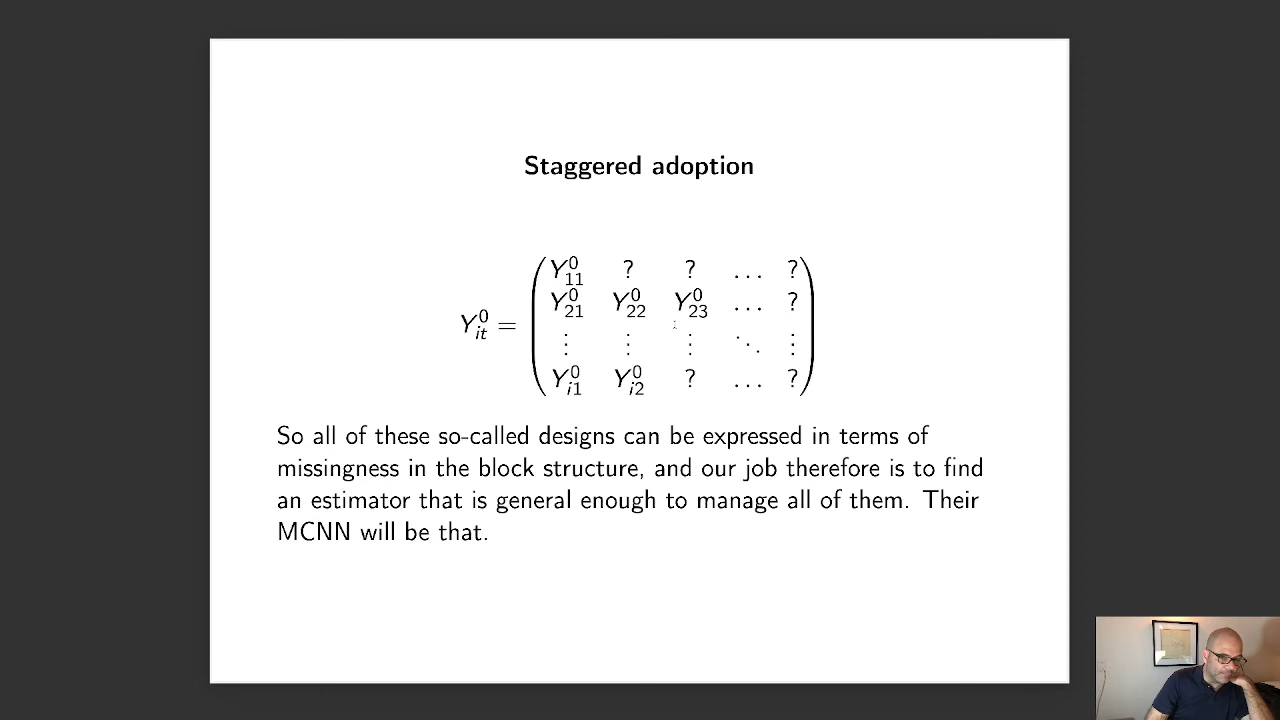 Staggered adoption
Y⁰₁₁ ? ? … ?
Y⁰₂₁ Y⁰₂₂ Y⁰₂₃ … ?
Y⁰ᵢₜ =
⋮ ⋮ ⋮ ⋱ ⋮
Y⁰ᵢ₁ Y⁰ᵢ₂ ? … ?
So all of these so-called designs can be expressed in terms of
missingness in the block structure, and our job therefore is to find
an estimator that is general enough to manage all of them. Their
MCNN will be that.